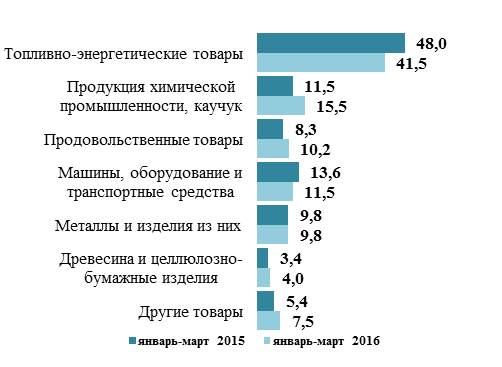 Топливно-энергетические товары
48,0
41,5
Продукция химической
промышленности, каучук
11,5
15,5
Продовольственные товары
8,3
10,2
Машины, оборудование и
транспортные средства
13,6
11,5
Металлы и изделия из них
9,8
9,8
Древесина и целлюлозно-
бумажные изделия
3,4
4,0
Другие товары
5,4
7,5
январь-март 2015 январь-март 2016